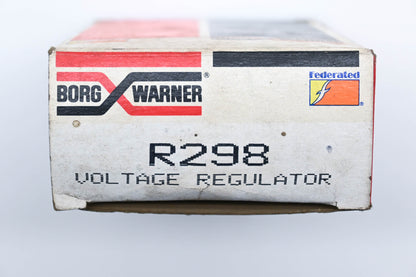 BORG WARNER®
Federated®
R298
VOLTAGE REGULATOR